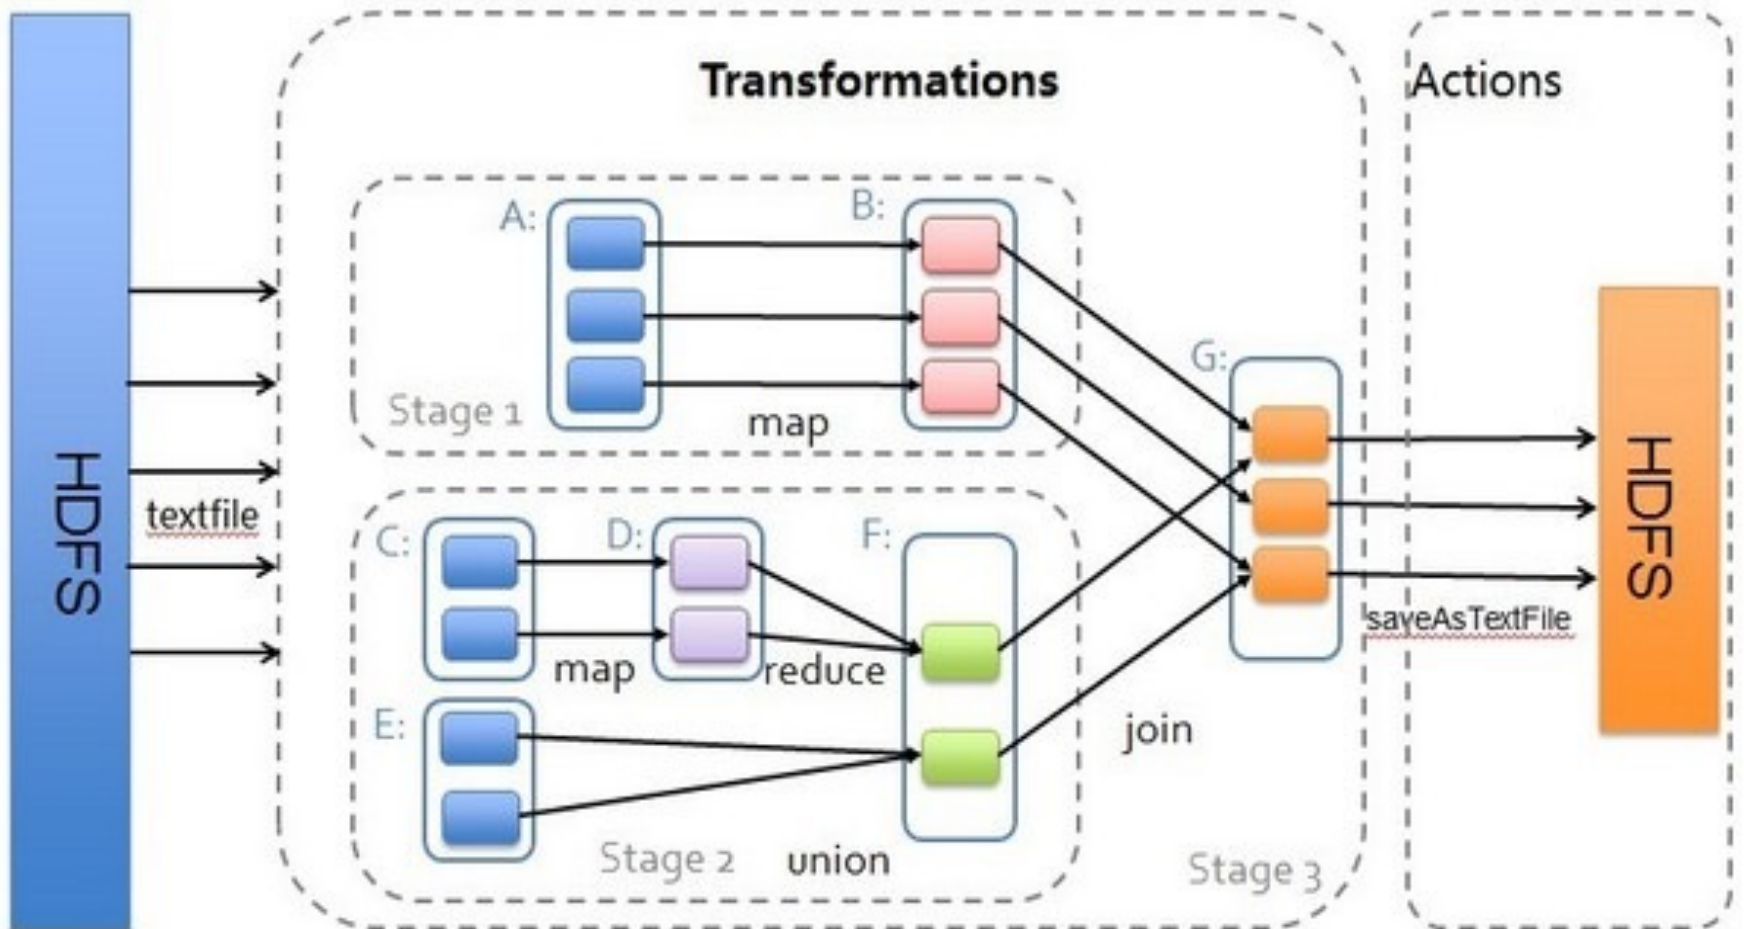 Transformations
Actions
A:
B:
Stage 1
map
G:
HDFS
textfile
HDFS
C:
D:
F:
map
reduce
saveAsTextFile
E:
join
Stage 2
union
Stage 3